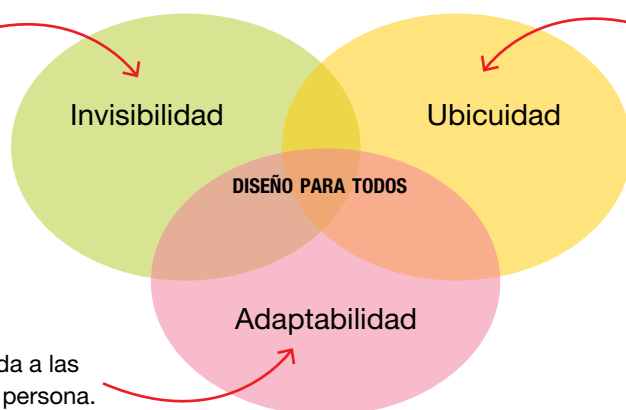 Invisibilidad
Ubicuidad
DISEÑO PARA TODOS
Adaptabilidad
da a las
persona.